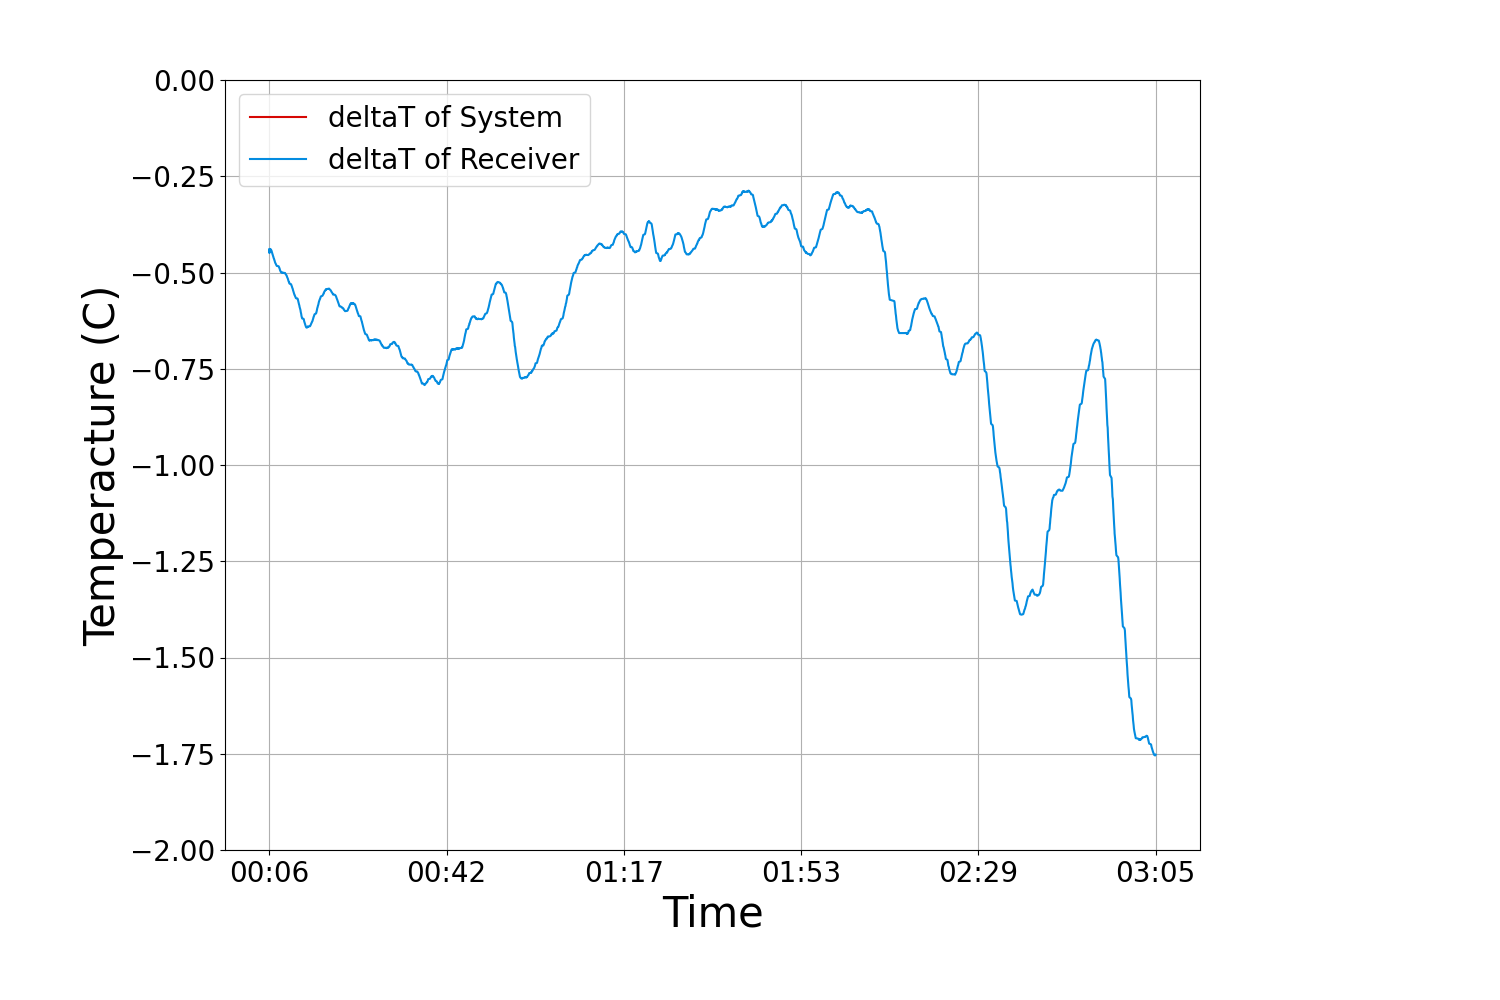 deltaT of System
deltaT of Receiver
0.00
−0.25
−0.50
−0.75
−1.00
−1.25
−1.50
−1.75
−2.00
Temperacture (C)
00:06 00:42 01:17 01:53 02:29 03:05
Time